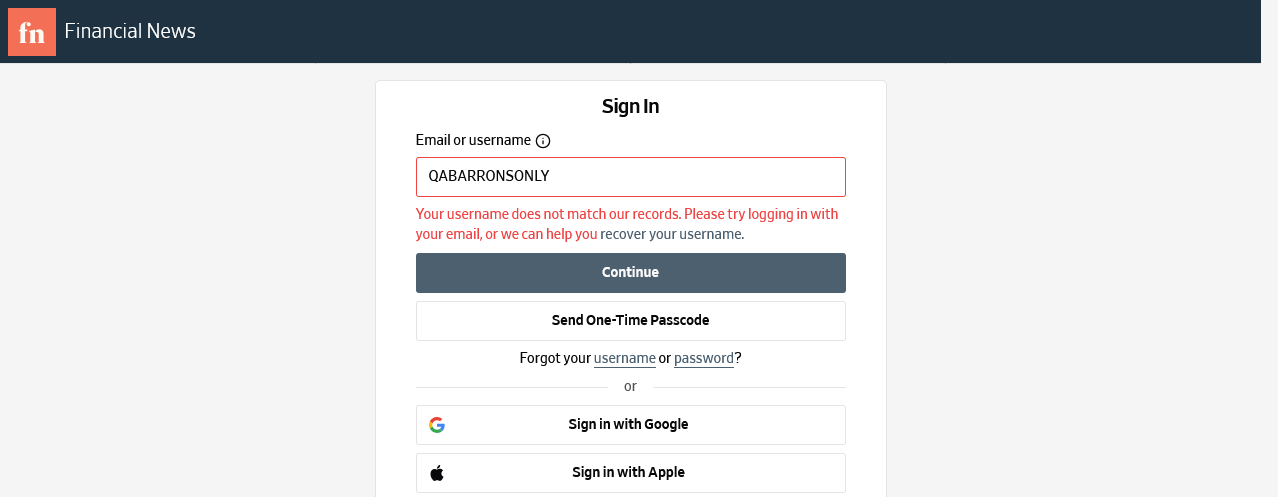 fn Financial News
Sign In
Email or username
QABARRONSONLY
Your username does not match our records. Please try logging in with
your email, or we can help you recover your username.
Continue
Send One-Time Passcode
Forgot your username or password?
or
Sign in with Google
Sign in with Apple